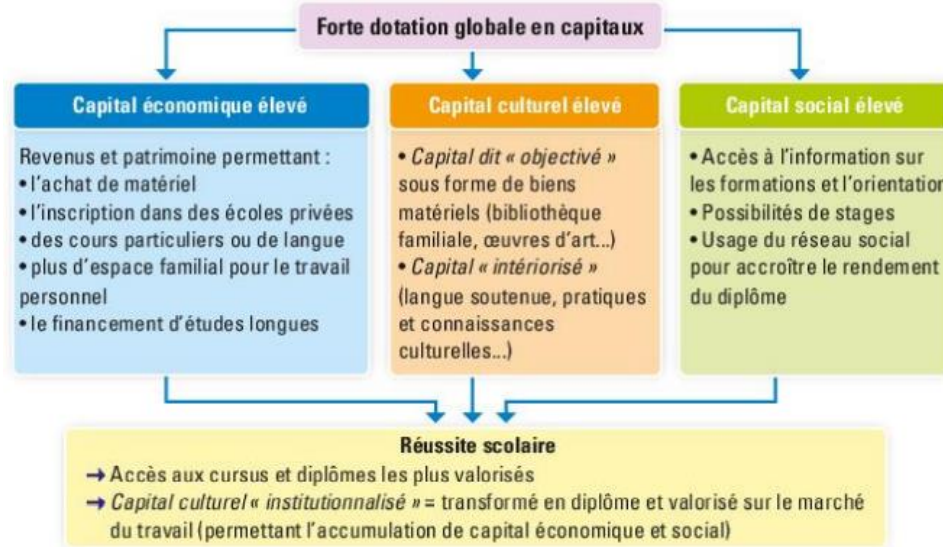 Forte dotation globale en capitaux
Capital économique élevé
Revenus et patrimoine permettant :
• l'achat de matériel
• l'inscription dans des écoles privées
• des cours particuliers ou de langue
• plus d'espace familial pour le travail
personnel
• le financement d'études longues
Capital culturel élevé
• Capital dit « objectivé »
sous forme de biens
matériels (bibliothèque
familiale, œuvres d'art...)
• Capital « intériorisé »
(langue soutenue, pratiques
et connaissances
culturelles...)
Capital social élevé
• Accès à l'information sur
les formations et l'orientation
• Possibilités de stages
• Usage du réseau social
pour accroître le rendement
du diplôme
Réussite scolaire
→ Accès aux cursus et diplômes les plus valorisés
→ Capital culturel « institutionnalisé » = transformé en diplôme et valorisé sur le marché
du travail (permettant l'accumulation de capital économique et social)